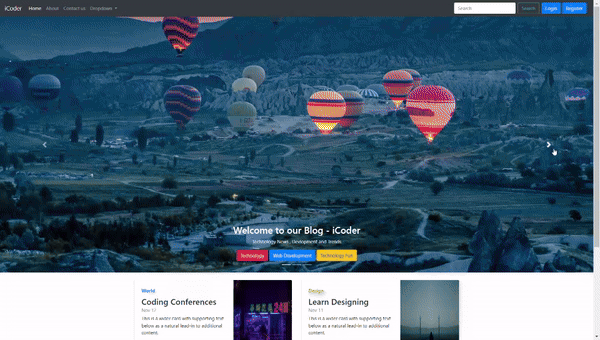 iCoder
Home
About
Contact us
Dropdown
Search
Search
Login
Register
Welcome to our Blog - iCoder
Technology News, Development and Trends
Technology
Web Development
Technology Fun
World
Coding Conferences
Nov 12
This is a wider card with supporting text
below as a natural lead-in to additional
content.
Design
Learn Designing
Nov 11
This is a wider card with supporting text
below as a natural lead-in to additional
content.